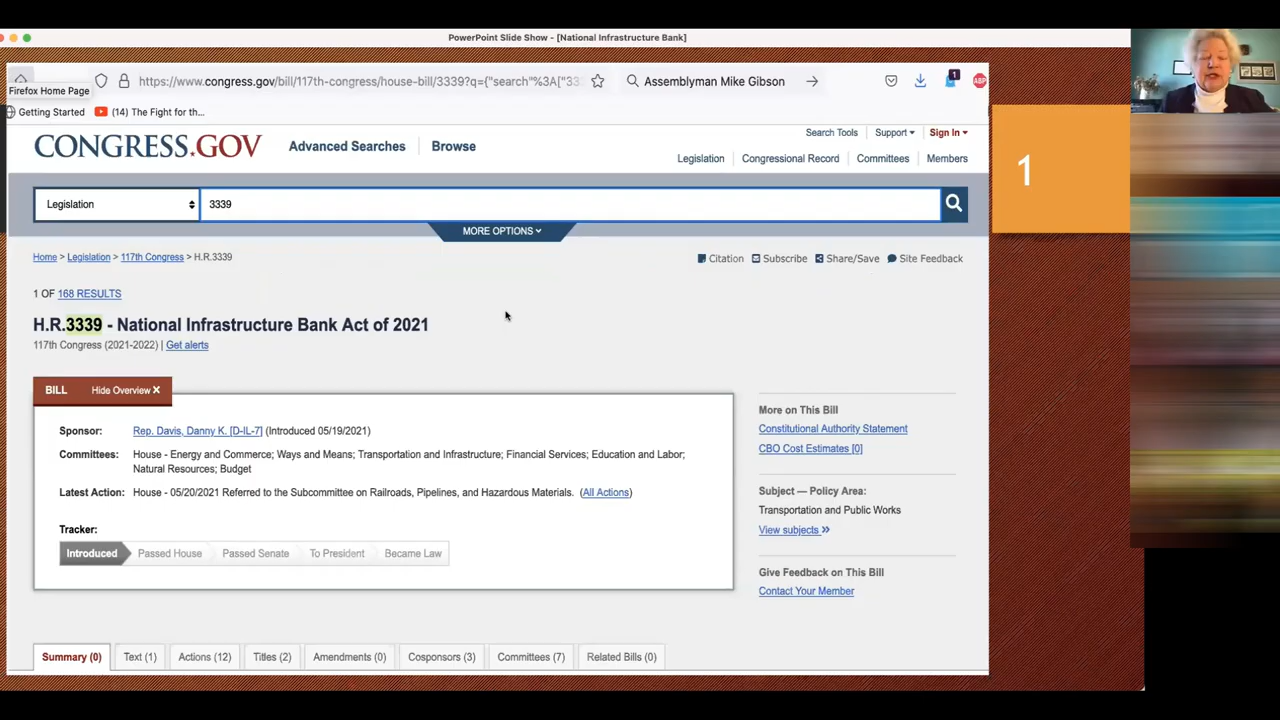 PowerPoint Slide Show - [National Infrastructure Bank]
https://www.congress.gov/bill/117th-congress/house-bill/3339?q={"search"%3A["33
Assemblyman Mike Gibson
1
ABP
Firefox Home Page
Getting Started
(14) The Fight for th...
CONGRESS.GOV
Advanced Searches
Browse
Search Tools
Support
Sign In
Legislation
Congressional Record
Committees
Members
1
Legislation
3339
MORE OPTIONS
Home > Legislation > 117th Congress > H.R.3339
Citation
Subscribe
Share/Save
Site Feedback
1 OF 168 RESULTS
H.R.3339 - National Infrastructure Bank Act of 2021
117th Congress (2021-2022) | Get alerts
BILL
Hide Overview ×
Sponsor: Rep. Davis, Danny K. [D-IL-7] (Introduced 05/19/2021)
Committees: House - Energy and Commerce; Ways and Means; Transportation and Infrastructure; Financial Services; Education and Labor;
Natural Resources; Budget
Latest Action: House - 05/20/2021 Referred to the Subcommittee on Railroads, Pipelines, and Hazardous Materials. (All Actions)
Tracker:
Introduced
Passed House
Passed Senate
To President
Became Law
More on This Bill
Constitutional Authority Statement
CBO Cost Estimates [0]
Subject — Policy Area:
Transportation and Public Works
View subjects »
Give Feedback on This Bill
Contact Your Member
Summary (0)
Text (1)
Actions (12)
Titles (2)
Amendments (0)
Cosponsors (3)
Committees (7)
Related Bills (0)